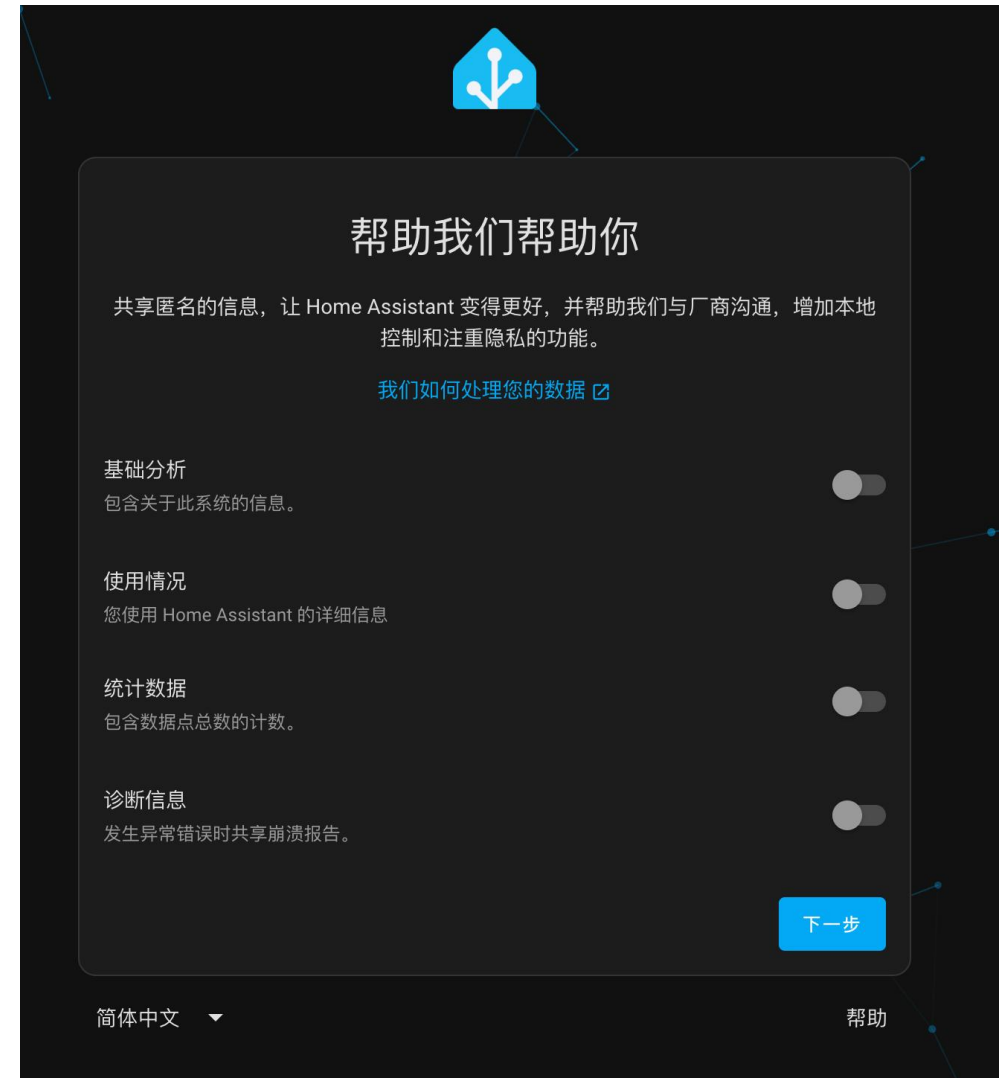 帮助我们帮助你
共享匿名的信息，让 Home Assistant 变得更好，并帮助我们与厂商沟通，增加本地
控制和注重隐私的功能。
我们如何处理您的数据
基础分析
包含关于此系统的信息。
使用情况
您使用 Home Assistant 的详细信息
统计数据
包含数据点总数的计数。
诊断信息
发生异常错误时共享崩溃报告。
下一步
简体中文
帮助